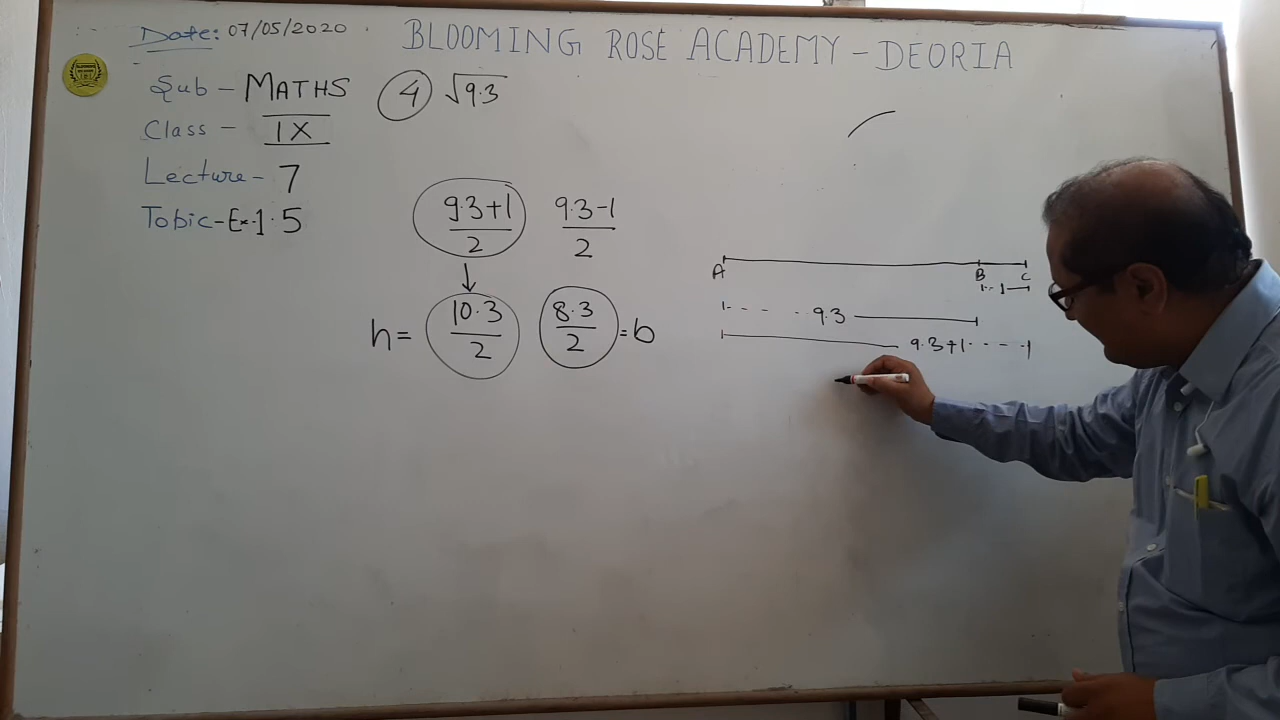 Date: 07/05/2020
BLOOMING ROSE ACADEMY - DEORIA
Sub - MATHS
④ √9.3
Class - IX
Lecture - 7
Tobic - Ex-1.5
9.3+1/2 9.3-1/2
h = 10.3/2 8.3/2 = b
A B C
1
9.3
9.3+1